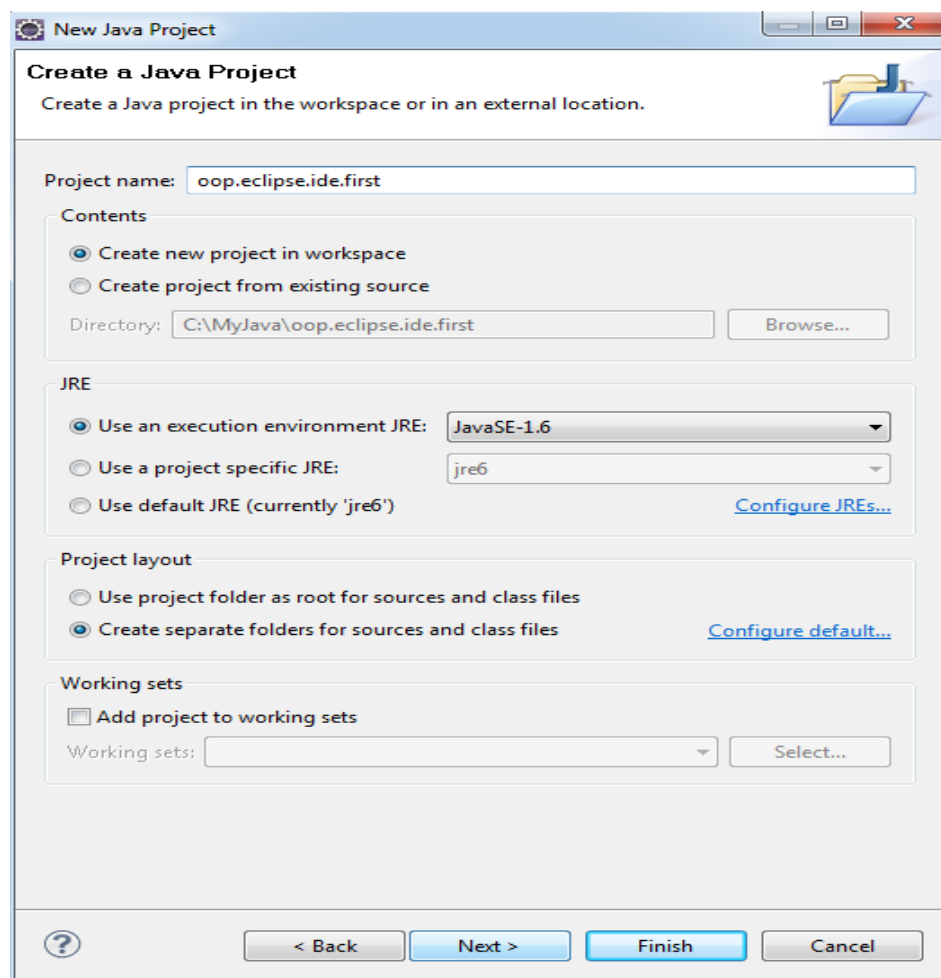 New Java Project
Create a Java Project
Create a Java project in the workspace or in an external location.
Project name: oop.eclipse.ide.first
Contents
Create new project in workspace
Create project from existing source
Directory: C:\MyJava\oop.eclipse.ide.first Browse...
JRE
Use an execution environment JRE: JavaSE-1.6
Use a project specific JRE: jre6
Use default JRE (currently 'jre6') Configure JREs...
Project layout
Use project folder as root for sources and class files
Create separate folders for sources and class files Configure default...
Working sets
Add project to working sets
Working sets: Select...
? < Back Next > Finish Cancel